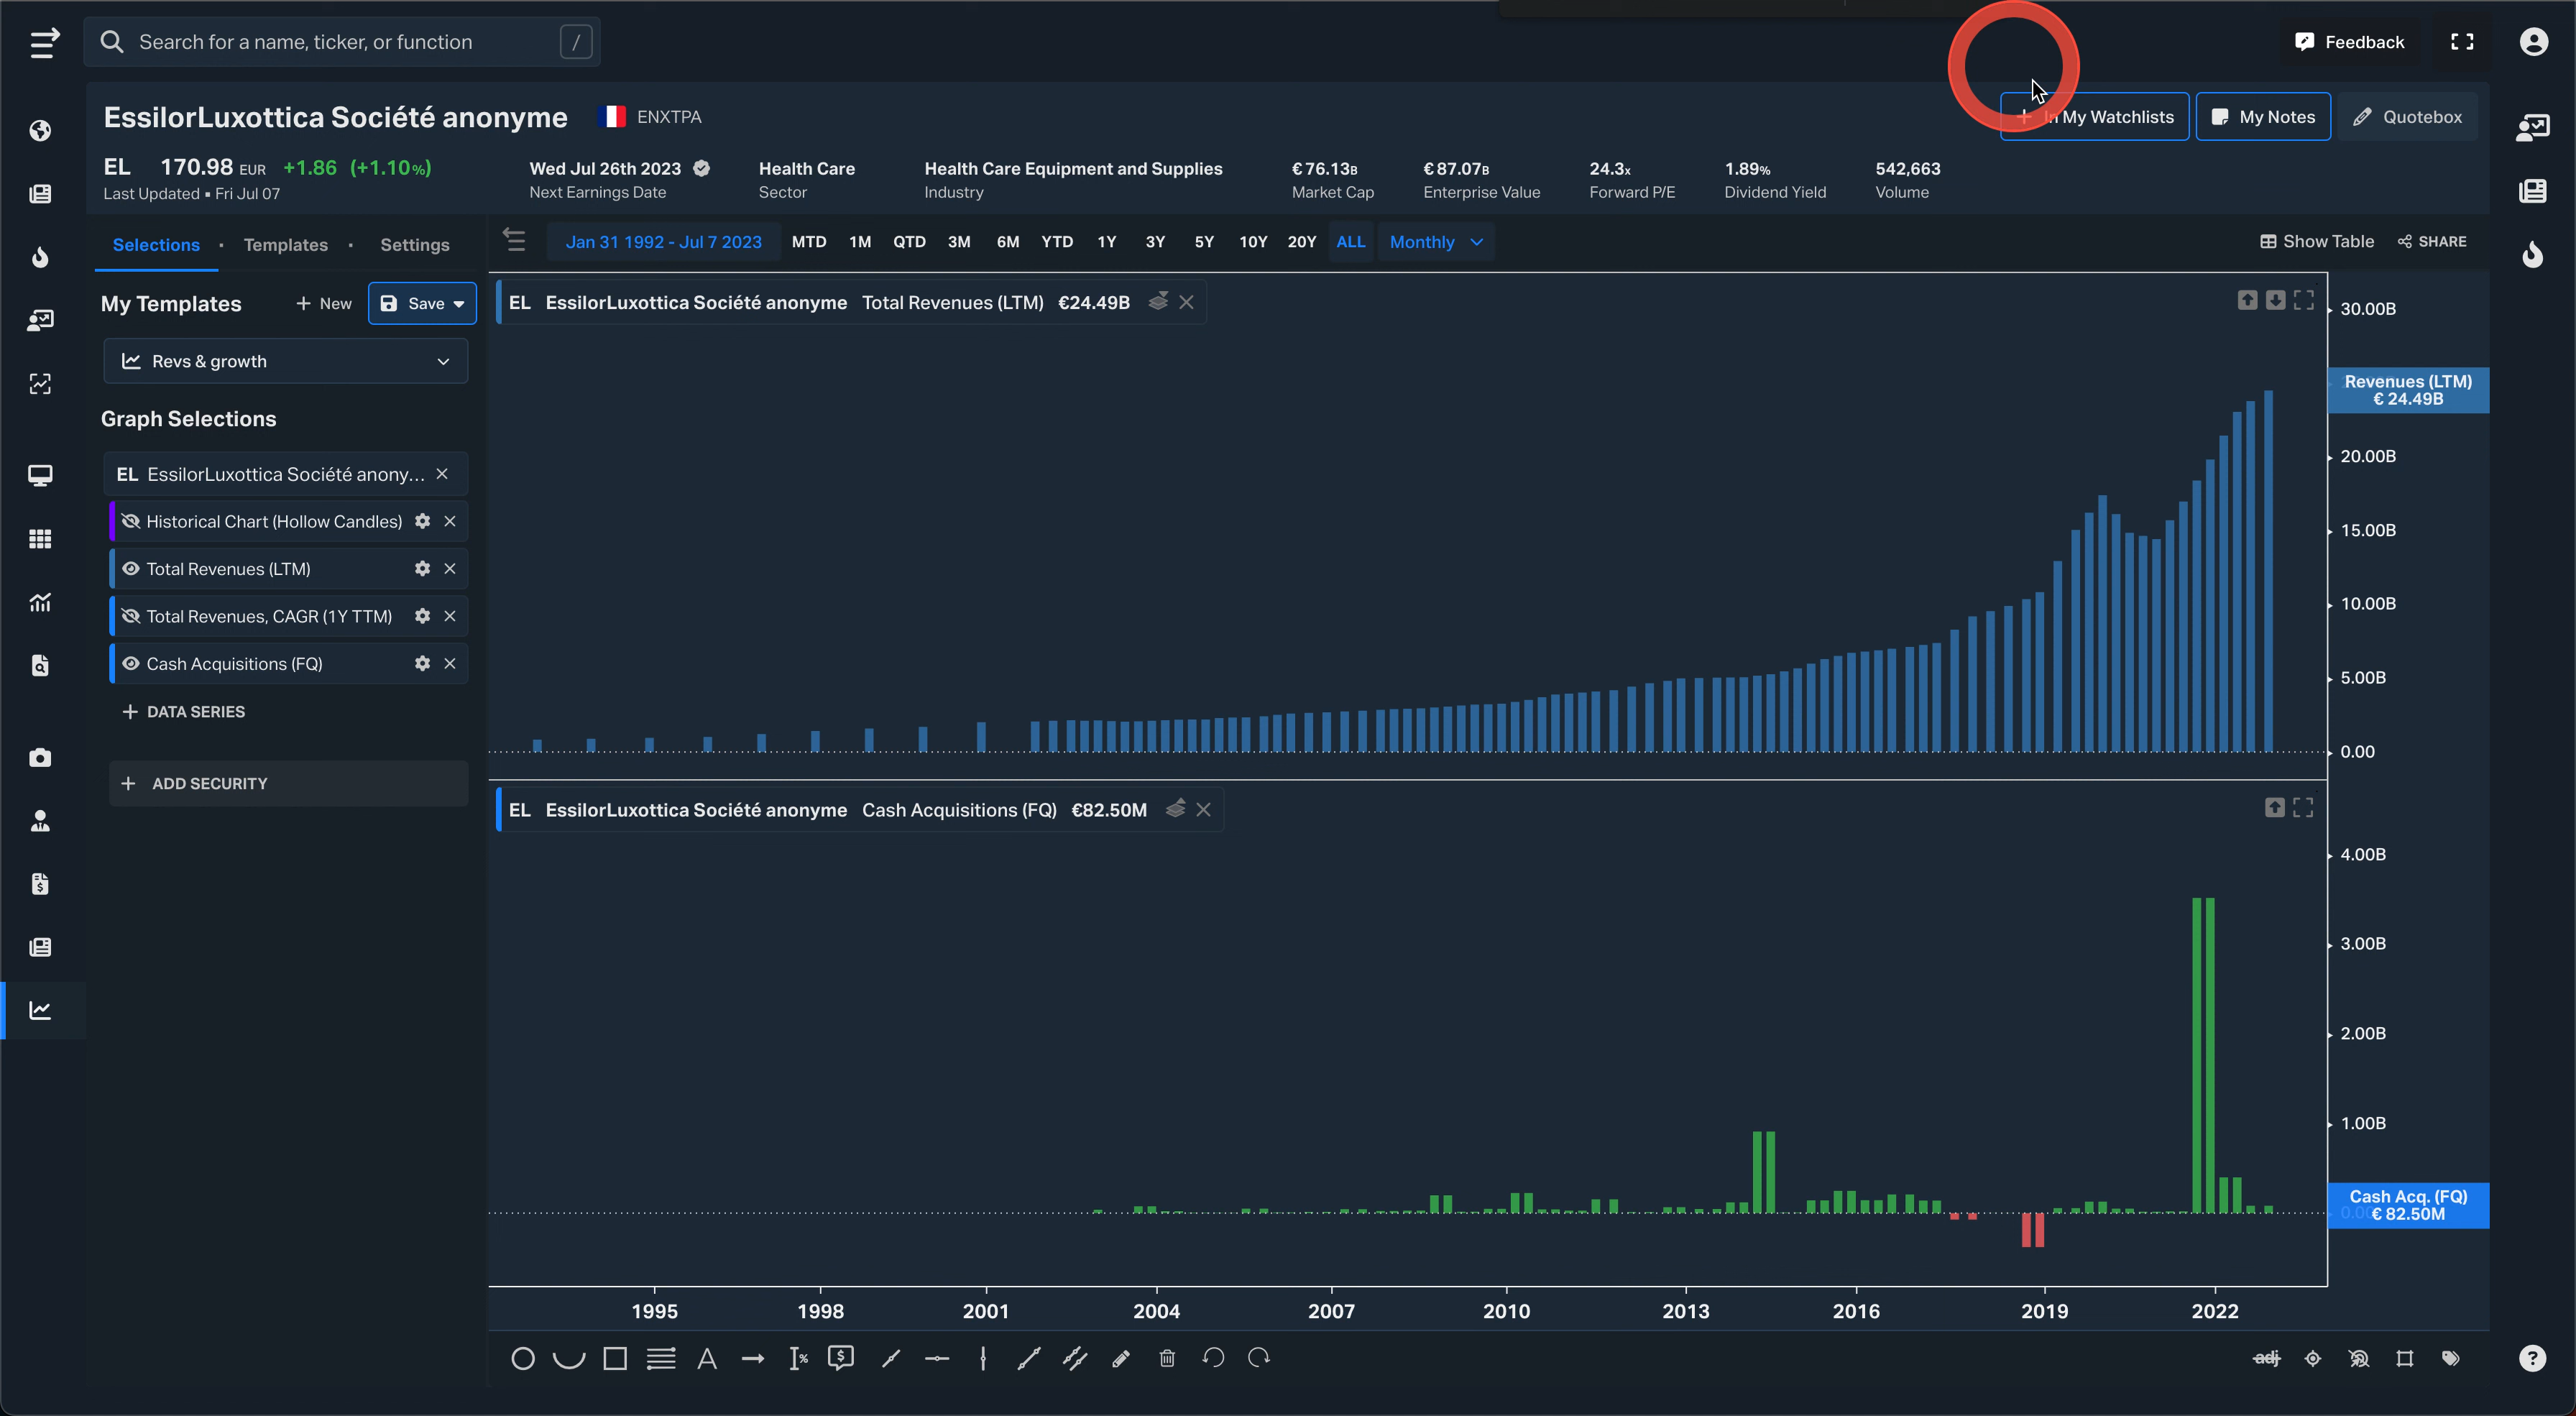 Search for a name, ticker, or function /
Feedback
EssilorLuxottica Société anonyme ENXTPA
My Watchlists My Notes Quotebox
EL 170.98 EUR +1.86 (+1.10%)
Last Updated ▪ Fri Jul 07
Wed Jul 26th 2023
Next Earnings Date
Health Care
Sector
Health Care Equipment and Supplies
Industry
€76.13B
Market Cap
€87.07B
Enterprise Value
24.3x
Forward P/E
1.89%
Dividend Yield
542,663
Volume
Selections · Templates · Settings
Jan 31 1992 - Jul 7 2023 MTD 1M QTD 3M 6M YTD 1Y 3Y 5Y 10Y 20Y ALL Monthly
Show Table SHARE
My Templates + New Save
Revs & growth
Graph Selections
EL EssilorLuxottica Société anony...
Historical Chart (Hollow Candles)
Total Revenues (LTM)
Total Revenues, CAGR (1Y TTM)
Cash Acquisitions (FQ)
+ DATA SERIES
+ ADD SECURITY
EL EssilorLuxottica Société anonyme Total Revenues (LTM) €24.49B
30.00B
Revenues (LTM)
€ 24.49B
20.00B
15.00B
10.00B
5.00B
0.00
EL EssilorLuxottica Société anonyme Cash Acquisitions (FQ) €82.50M
4.00B
3.00B
2.00B
1.00B
Cash Acq. (FQ)
€ 82.50M
1995 1998 2001 2004 2007 2010 2013 2016 2019 2022
A
adj
?